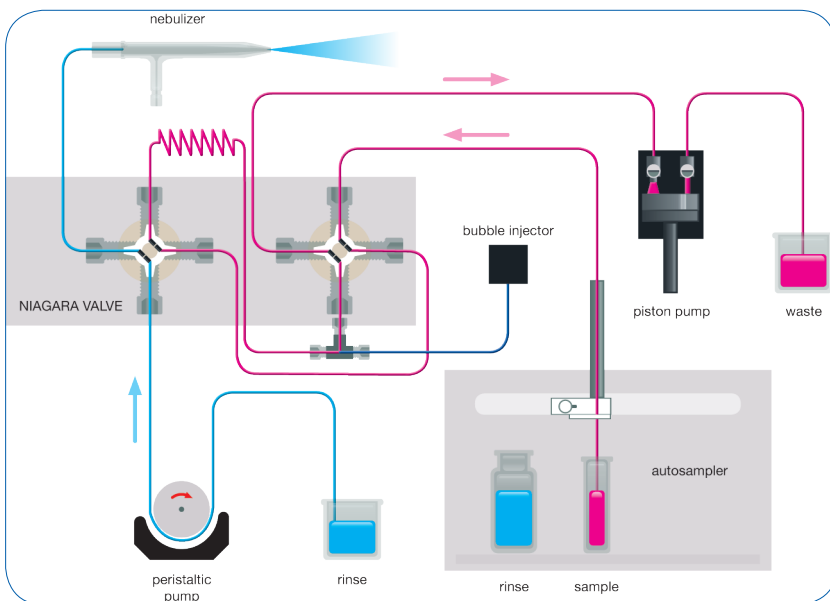 nebulizer
bubble injector
NIAGARA VALVE
piston pump
waste
autosampler
peristaltic
pump
rinse
rinse
sample